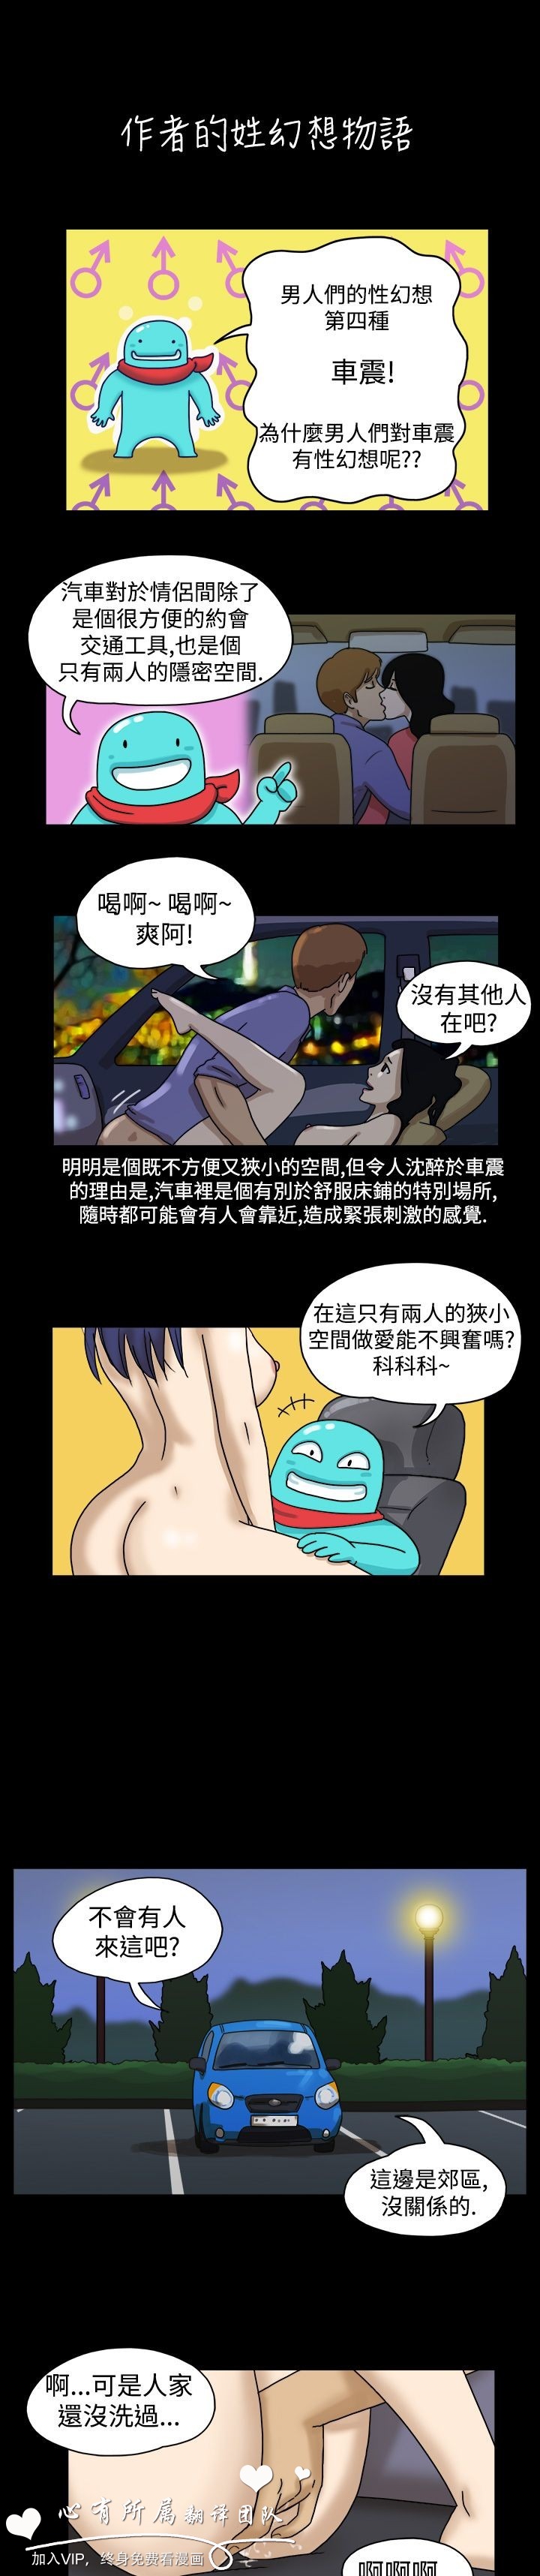 作者的姓幻想物語
男人們的性幻想
第四種
車震!
為什麼男人們對車震
有性幻想呢??
汽車對於情侶間除了
是個很方便的約會
交通工具,也是個
只有兩人的隱密空間.
喝啊~ 喝啊~
爽阿!
沒有其他人
在吧?
明明是個既不方便又狹小的空間,但令人沈醉於車震
的理由是,汽車裡是個有別於舒服床鋪的特別場所,
隨時都可能會有人會靠近,造成緊張刺激的感覺.
在這只有兩人的狹小
空間做愛能不興奮嗎?
科科科~
不會有人
來這吧?
這邊是郊區,
沒關係的.
啊...可是人家
還沒洗過...
心有所属翻译团队
加入VIP，终身免费看漫画